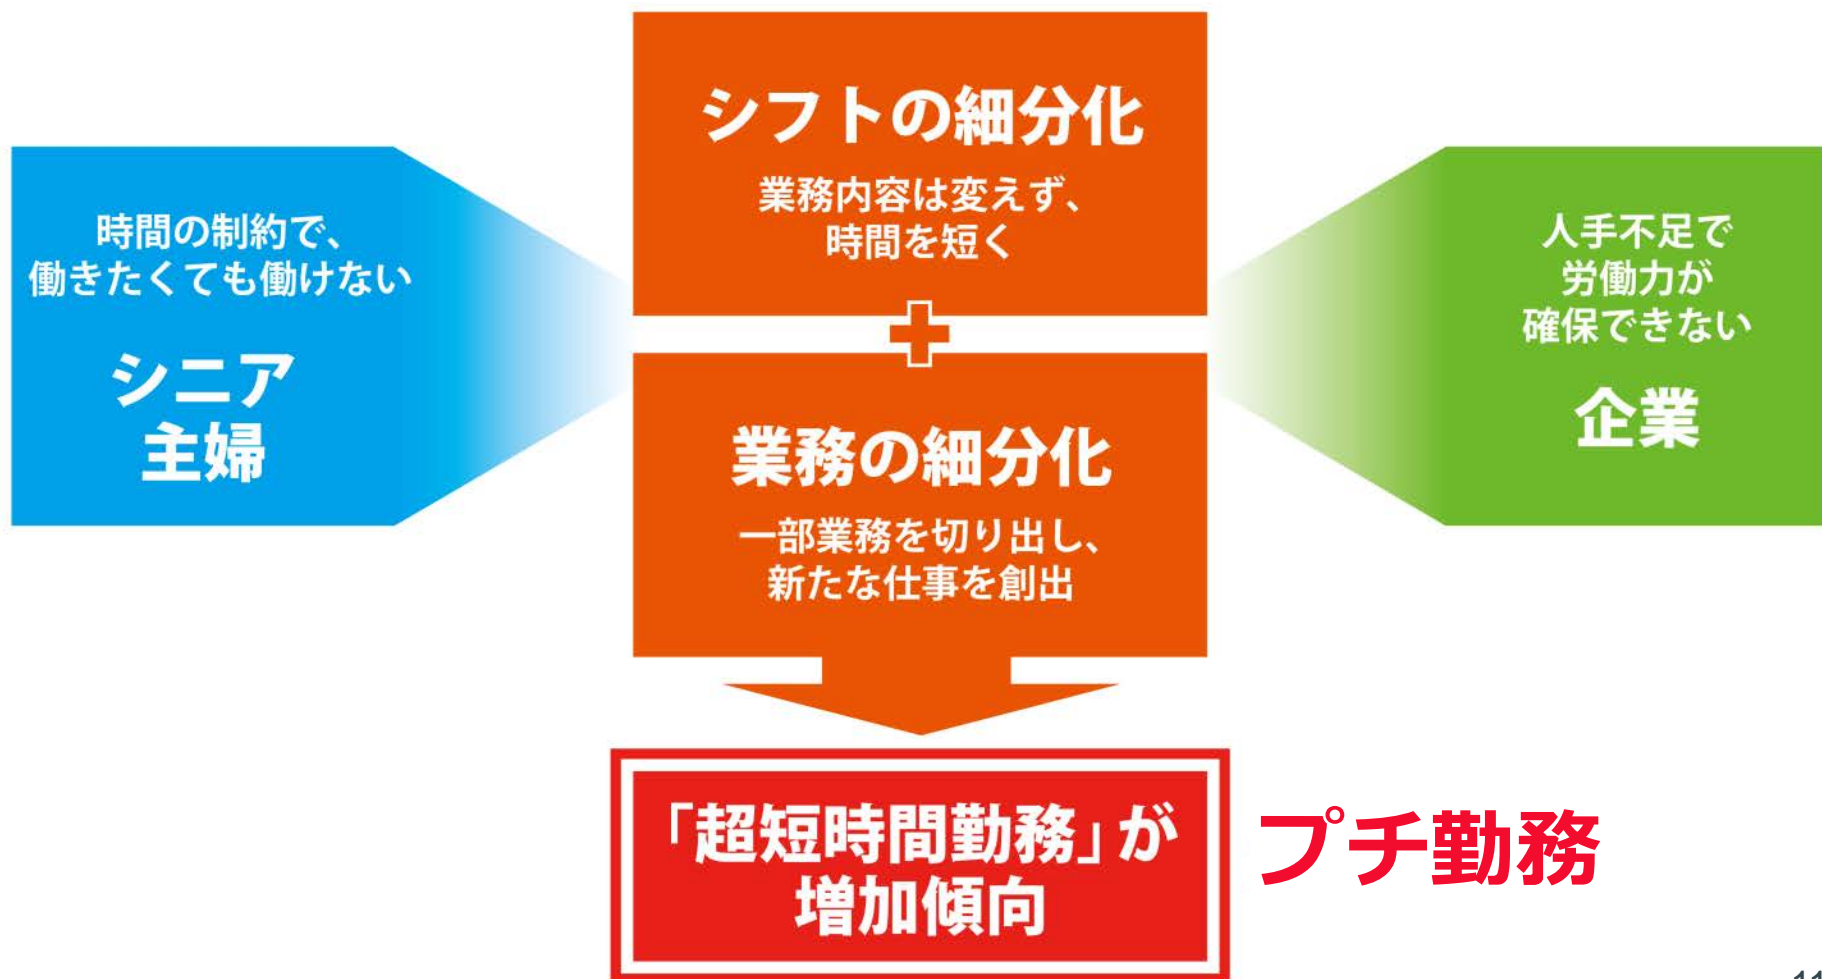 シフトの細分化
業務内容は変えず、
時間を短く
時間の制約で、
働きたくても働けない
シニア
主婦
人手不足で
労働力が
確保できない
企業
業務の細分化
一部業務を切り出し、
新たな仕事を創出
「超短時間勤務」が
増加傾向
プチ勤務